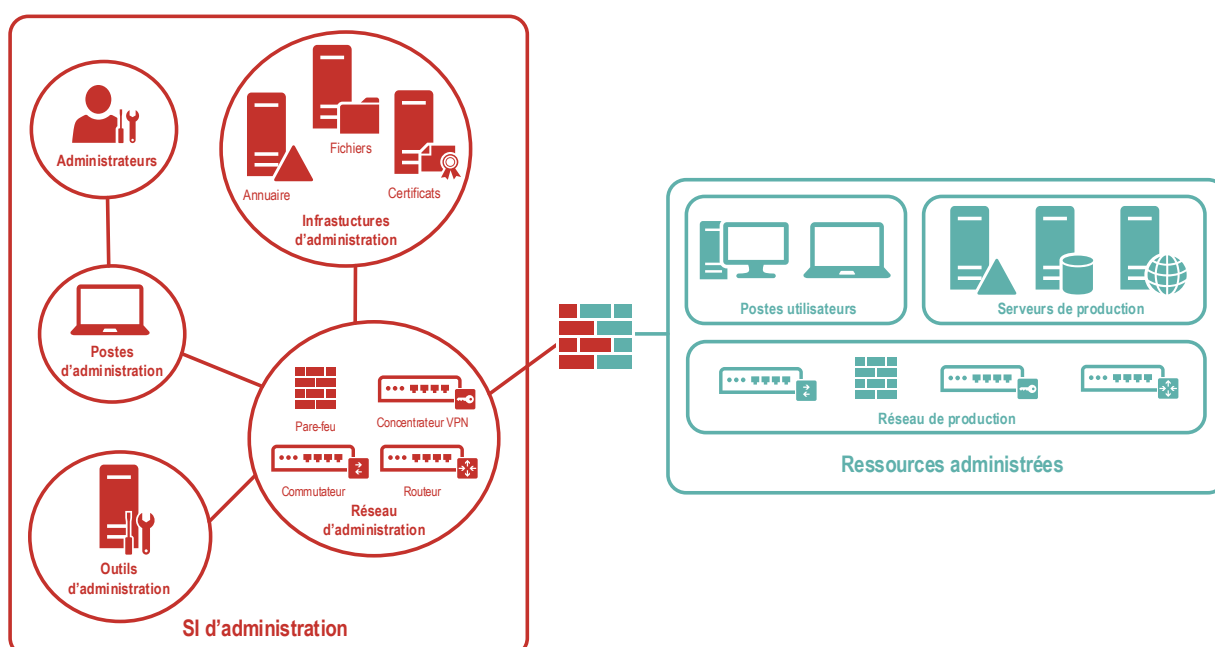 Administrateurs
Fichiers
Annuaire
Certificats
Infrastuctures
d'administration
Postes
d'administration
Pare-feu
Concentrateur VPN
Commutateur
Routeur
Réseau
d'administration
Outils
d'administration
SI d'administration
Postes utilisateurs
Serveurs de production
Réseau de production
Ressources administrées